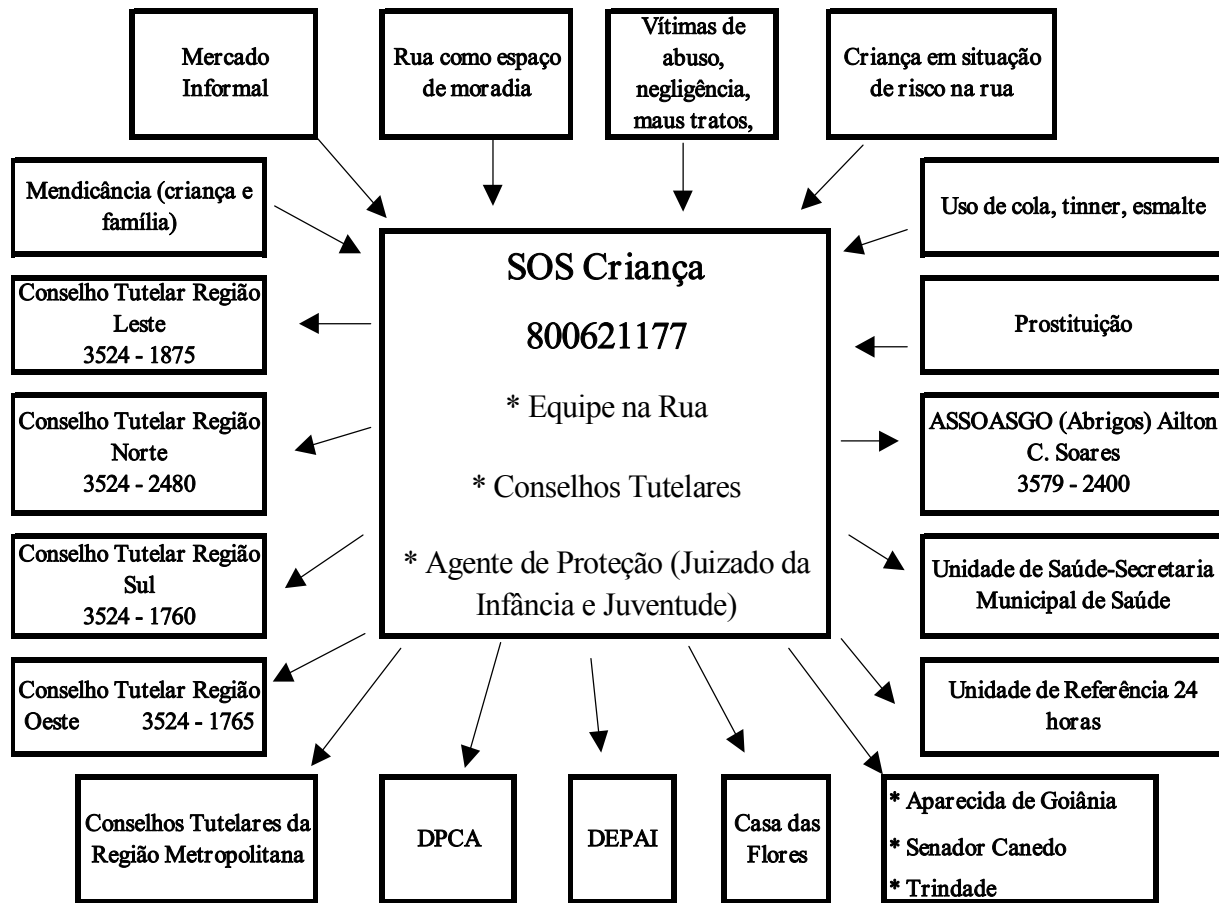 Mercado
Informal
Rua como espaço
de moradia
Vítimas de
abuso,
negligência,
maus tratos,
Criança em situação
de risco na rua
Mendicância (criança e
família)
Uso de cola, tinner, esmalte
SOS Criança
800621177
* Equipe na Rua
* Conselhos Tutelares
* Agente de Proteção (Juizado da
Infância e Juventude)
Conselho Tutelar Região
Leste
3524 - 1875
Prostituição
Conselho Tutelar Região
Norte
3524 - 2480
ASSOASGO (Abrigos) Ailton
C. Soares
3579 - 2400
Conselho Tutelar Região
Sul
3524 - 1760
Unidade de Saúde-Secretaria
Municipal de Saúde
Conselho Tutelar Região
Oeste 3524 - 1765
Unidade de Referência 24
horas
Conselhos Tutelares da
Região Metropolitana
DPCA
DEPAI
Casa das
Flores
* Aparecida de Goiânia
* Senador Canedo
* Trindade